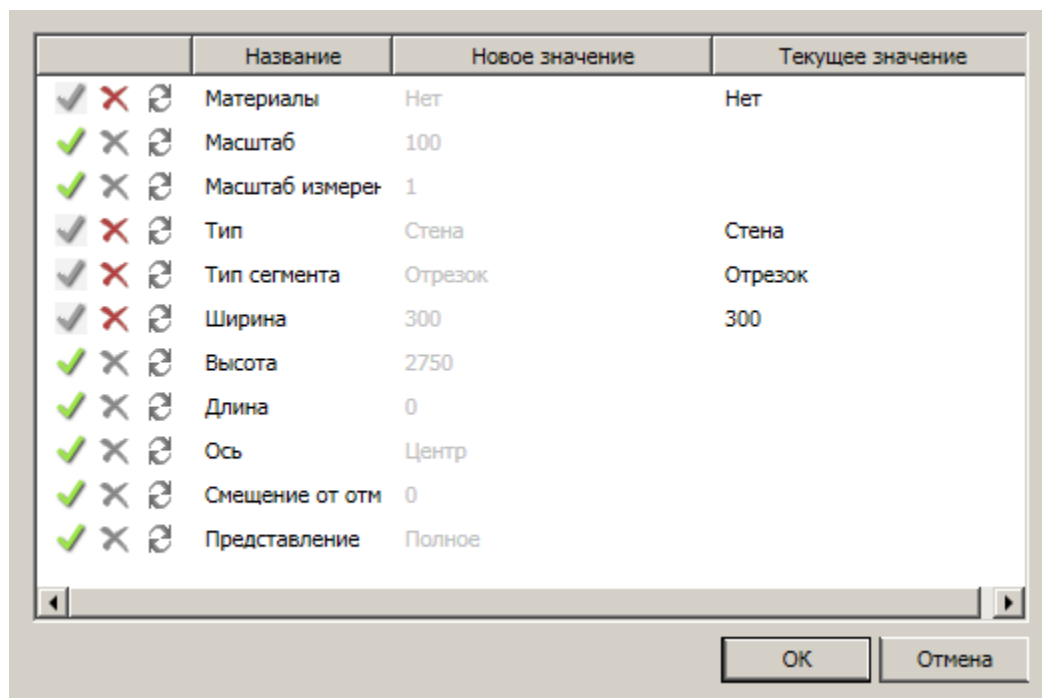 Название Новое значение Текущее значение
Материалы Нет Нет
Масштаб 100
Масштаб измерен 1
Тип Стена Стена
Тип сегмента Отрезок Отрезок
Ширина 300 300
Высота 2750
Длина 0
Ось Центр
Смещение от отм 0
Представление Полное
OK Отмена